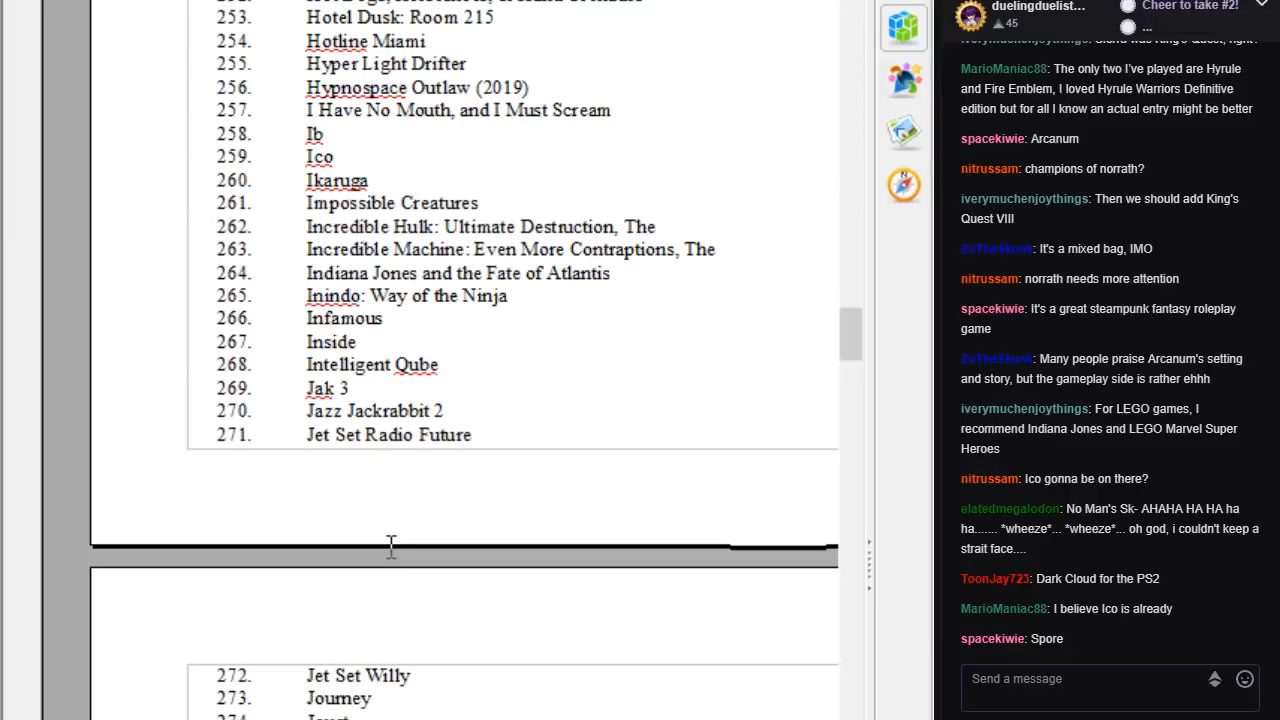 253. Hotel Dusk: Room 215
254. Hotline Miami
255. Hyper Light Drifter
256. Hypnospace Outlaw (2019)
257. I Have No Mouth, and I Must Scream
258. Ib
259. Ico
260. Ikaruga
261. Impossible Creatures
262. Incredible Hulk: Ultimate Destruction, The
263. Incredible Machine: Even More Contraptions, The
264. Indiana Jones and the Fate of Atlantis
265. Inindo: Way of the Ninja
266. Infamous
267. Inside
268. Intelligent Qube
269. Jak 3
270. Jazz Jackrabbit 2
271. Jet Set Radio Future
272. Jet Set Willy
273. Journey
duelingduelist...
45
Cheer to take #2!
...
MarioManiac88: The only two I've played are Hyrule
and Fire Emblem, I loved Hyrule Warriors Definitive
edition but for all I know an actual entry might be better
spacekiwie: Arcanum
nitrussam: champions of norrath?
iverymuchenjoythings: Then we should add King's
Quest VIII
ZuTheSkunk: It's a mixed bag, IMO
nitrussam: norrath needs more attention
spacekiwie: It's a great steampunk fantasy roleplay
game
ZuTheSkunk: Many people praise Arcanum's setting
and story, but the gameplay side is rather ehhh
iverymuchenjoythings: For LEGO games, I
recommend Indiana Jones and LEGO Marvel Super
Heroes
nitrussam: Ico gonna be on there?
elatedmegalodon: No Man's Sk- AHAHA HA HA ha
ha....... *wheeze*... *wheeze*... oh god, i couldn't keep a
strait face....
ToonJay723: Dark Cloud for the PS2
MarioManiac88: I believe Ico is already
spacekiwie: Spore
Send a message